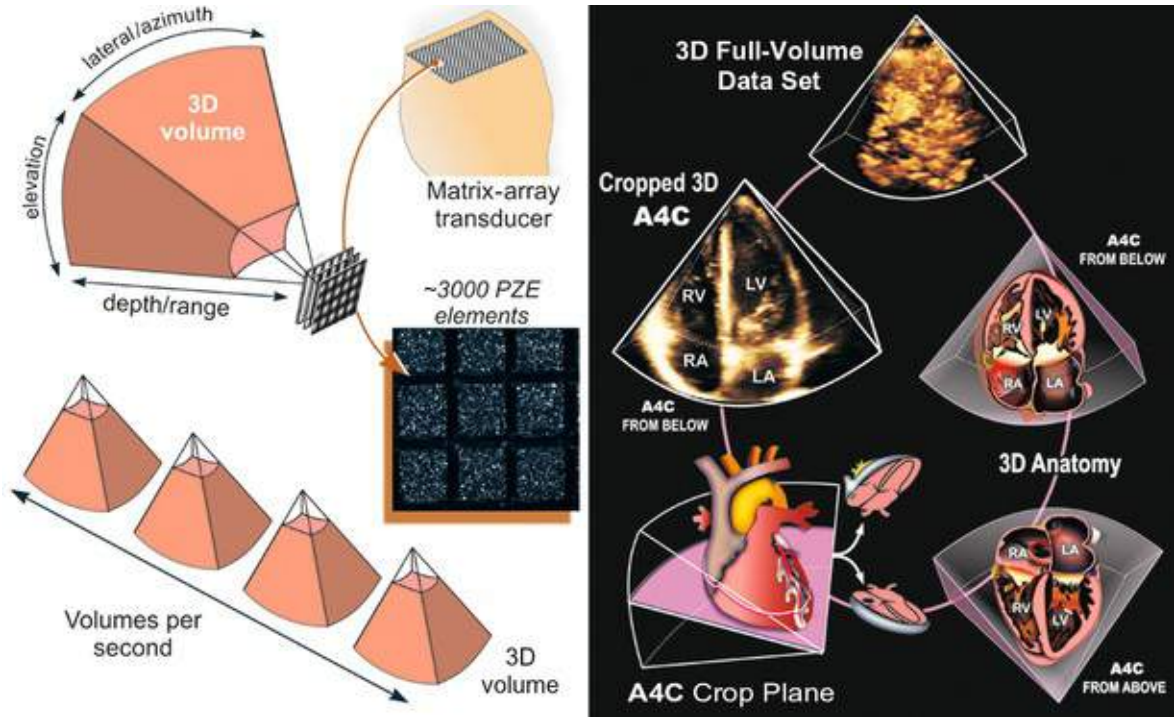 lateral/azimuth
3D
volume
elevation
depth/range
Matrix-array
transducer
~3000 PZE
elements
Volumes per
second
3D
volume
3D Full-Volume
Data Set
Cropped 3D
A4C
RV
LV
RA
LA
A4C
FROM BELOW
A4C
FROM BELOW
RV
LV
RA
LA
3D Anatomy
RA
LA
RV
LV
A4C
FROM ABOVE
A4C Crop Plane